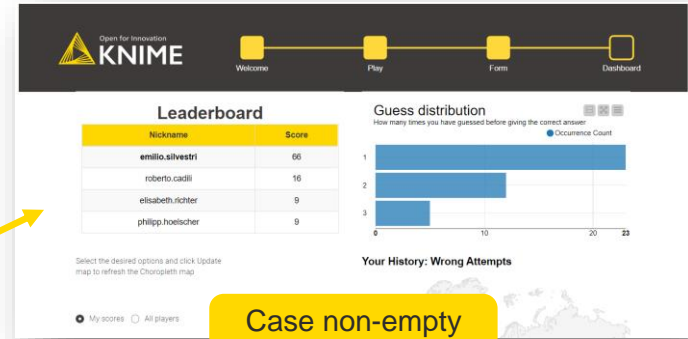 Open for Innovation
KNIME
Welcome
Play
Form
Dashboard
Leaderboard
Nickname Score
emilio.silvestri 66
roberto.cadili 16
elisabeth.richter 9
philipp.hoelscher 9
Select the desired options and click Update
map to refresh the Choropleth map
My scores All players
Guess distribution
How many times you have guessed before giving the correct answer
Occurrence Count
1
2
3
0 10 20 23
Your History: Wrong Attempts
Case non-empty